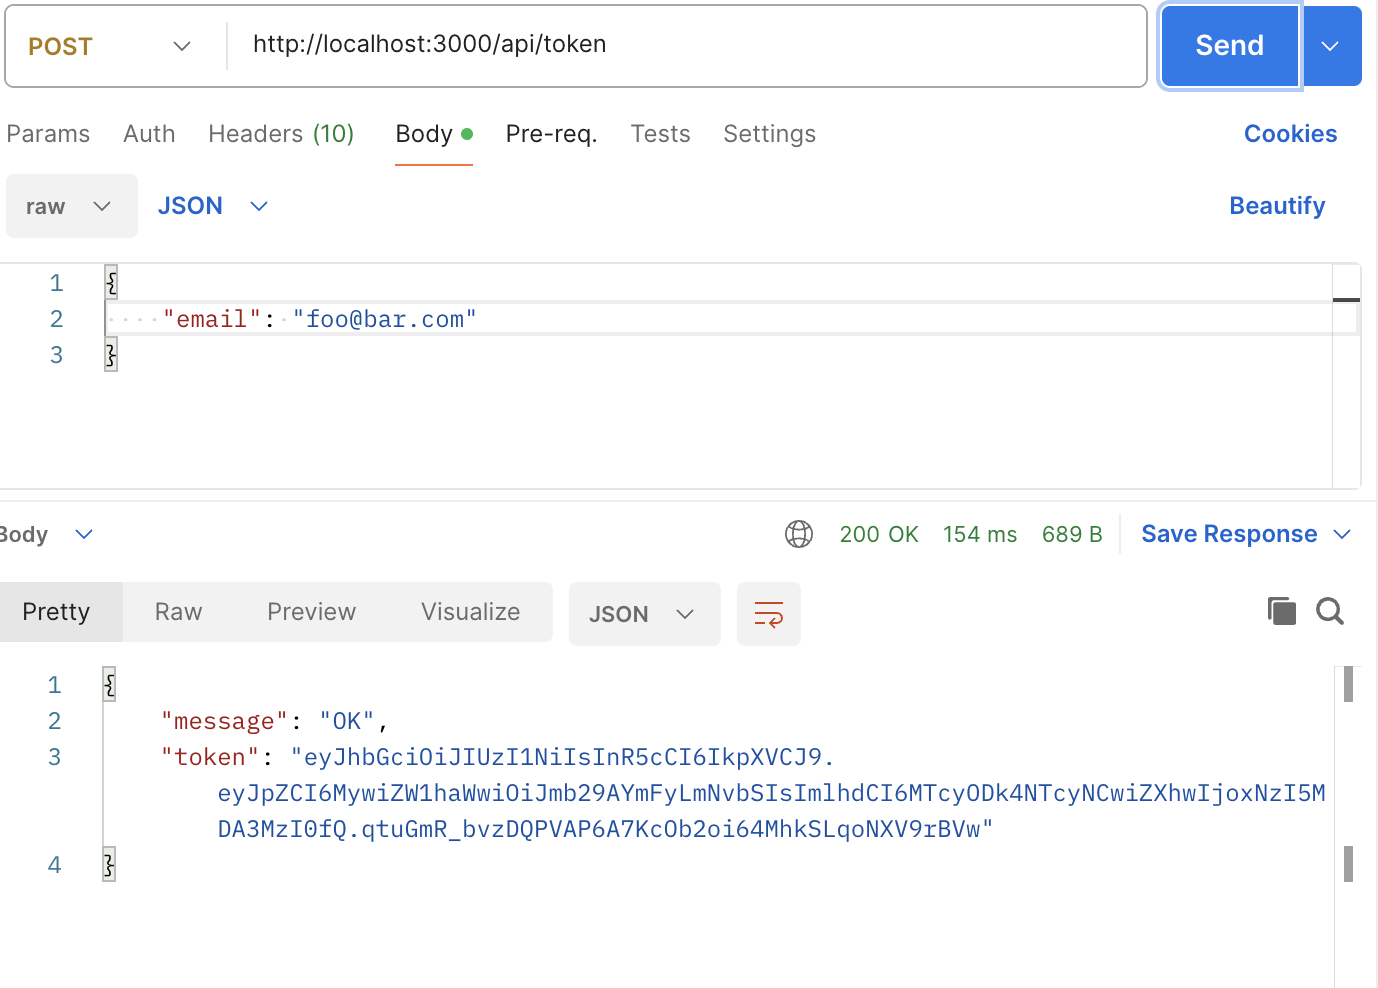 POST http://localhost:3000/api/token Send
Params Auth Headers (10) Body Pre-req. Tests Settings Cookies
raw JSON Beautify
1 {
2 "email": "foo@bar.com"
3 }
Body 200 OK 154 ms 689 B Save Response
Pretty Raw Preview Visualize JSON
1 {
2 "message": "OK",
3 "token": "eyJhbGciOiJIUzI1NiIsInR5cCI6IkpXVCJ9.
eyJpZCI6MywiZW1haWwiOiJmb29AYmFyLmNvbSIsImlhdCI6MTcyODk4NTcyNCwiZXhwIjoxNzI5M
DA3MzI0fQ.qtuGmR_bvzDQPVAP6A7KcOb2oi64MhkSLqoNXV9rBVw"
4 }